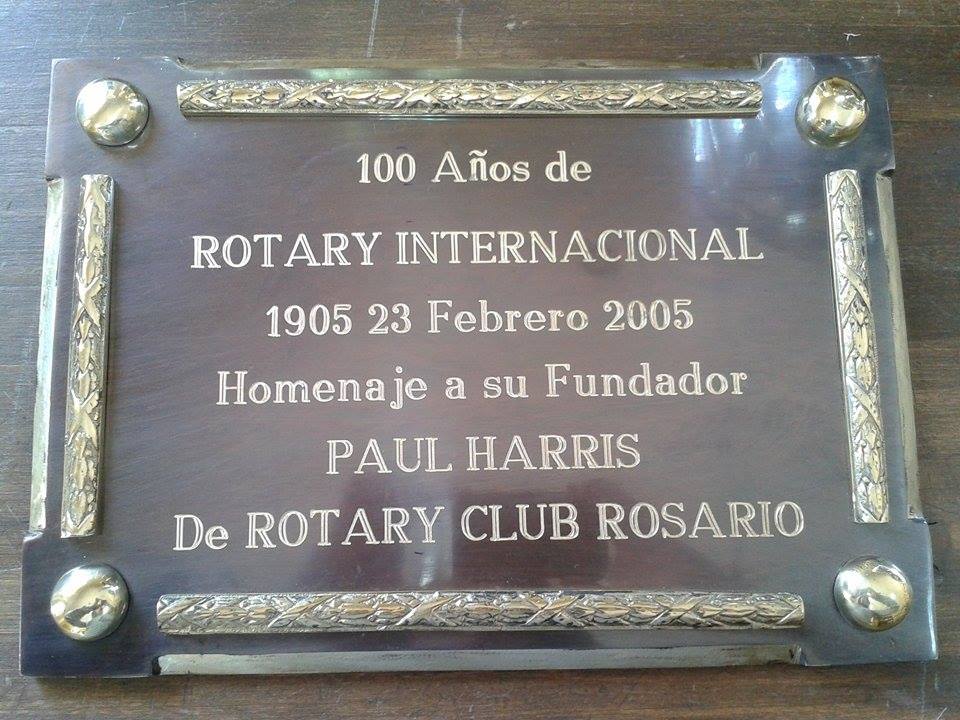 100 Años de
ROTARY INTERNACIONAL
1905 23 Febrero 2005
Homenaje a su Fundador
PAUL HARRIS
De ROTARY CLUB ROSARIO